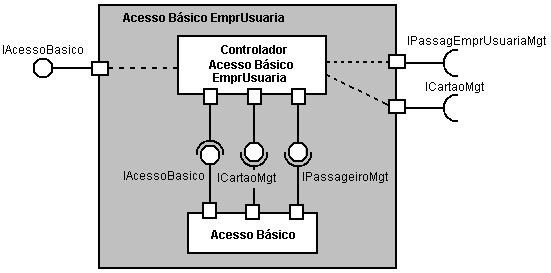 Acesso Básico EmprUsuaria
IAcessoBasico
IPassagEmprUsuariaMgt
Controlador
Acesso Básico
EmprUsuaria
ICartaoMgt
IAcessoBasico
ICartaoMgt
IPassageiroMgt
Acesso Básico